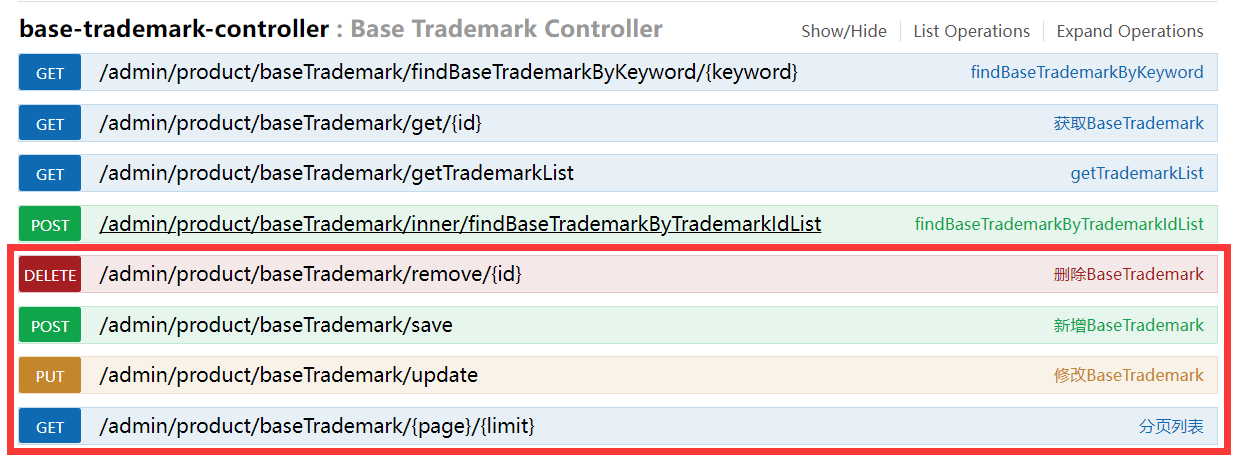 base-trademark-controller : Base Trademark Controller Show/Hide List Operations Expand Operations
GET /admin/product/baseTrademark/findBaseTrademarkByKeyword/{keyword} findBaseTrademarkByKeyword
GET /admin/product/baseTrademark/get/{id} 获取BaseTrademark
GET /admin/product/baseTrademark/getTrademarkList getTrademarkList
POST /admin/product/baseTrademark/inner/findBaseTrademarkByTrademarkIdList findBaseTrademarkByTrademarkIdList
DELETE /admin/product/baseTrademark/remove/{id} 删除BaseTrademark
POST /admin/product/baseTrademark/save 新增BaseTrademark
PUT /admin/product/baseTrademark/update 修改BaseTrademark
GET /admin/product/baseTrademark/{page}/{limit} 分页列表